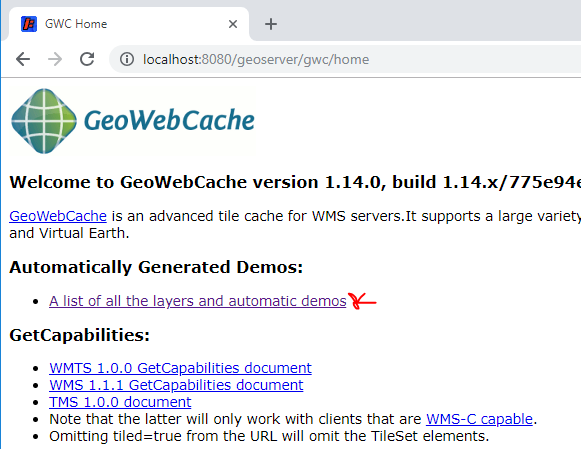 GWC Home
localhost:8080/geoserver/gwc/home
GeoWebCache
Welcome to GeoWebCache version 1.14.0, build 1.14.x/775e94e
GeoWebCache is an advanced tile cache for WMS servers.It supports a large variety
and Virtual Earth.
Automatically Generated Demos:
A list of all the layers and automatic demos
GetCapabilities:
WMTS 1.0.0 GetCapabilities document
WMS 1.1.1 GetCapabilities document
TMS 1.0.0 document
Note that the latter will only work with clients that are WMS-C capable.
Omitting tiled=true from the URL will omit the TileSet elements.